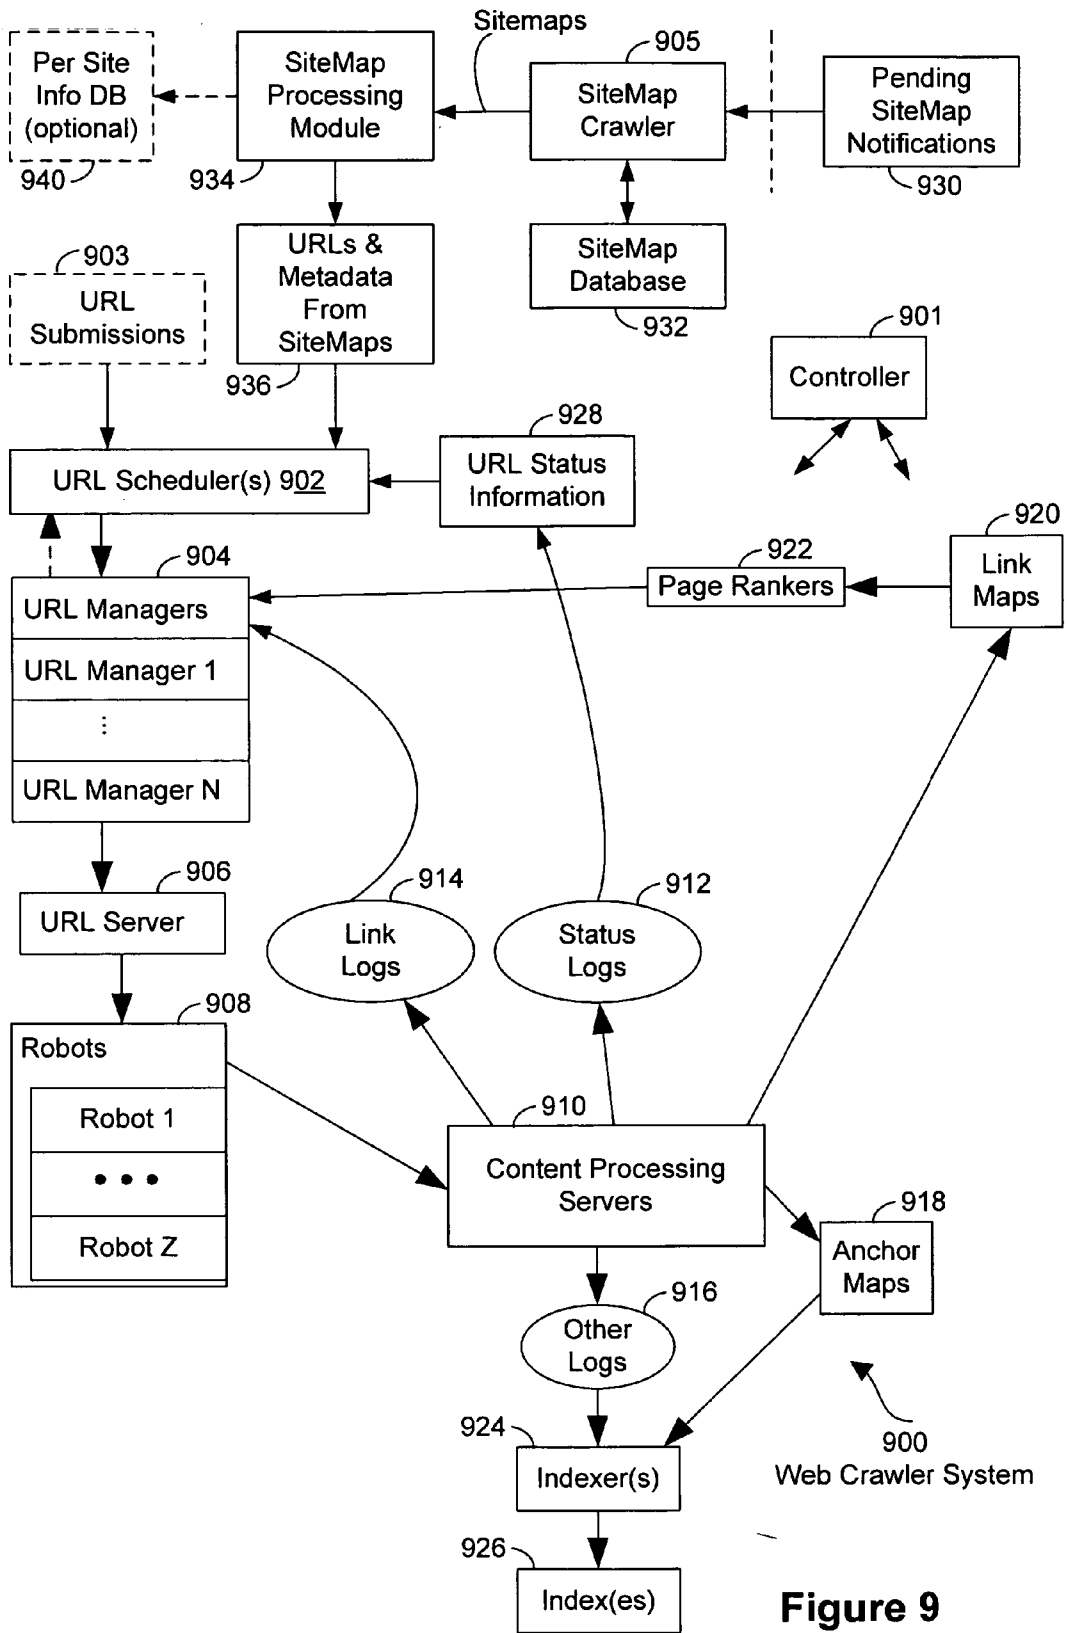 Sitemaps
Per Site
Info DB
(optional)
940
SiteMap
Processing
Module
934
905
SiteMap
Crawler
Pending
SiteMap
Notifications
930
903
URL
Submissions
URLs &
Metadata
From
SiteMaps
936
SiteMap
Database
932
901
Controller
URL Scheduler(s) 902
928
URL Status
Information
920
Link
Maps
922
Page Rankers
904
URL Managers
URL Manager 1
⋮
URL Manager N
906
URL Server
914
Link
Logs
912
Status
Logs
908
Robots
Robot 1
• • •
Robot Z
910
Content Processing
Servers
918
Anchor
Maps
916
Other
Logs
924
Indexer(s)
900
Web Crawler System
926
Index(es)
Figure 9